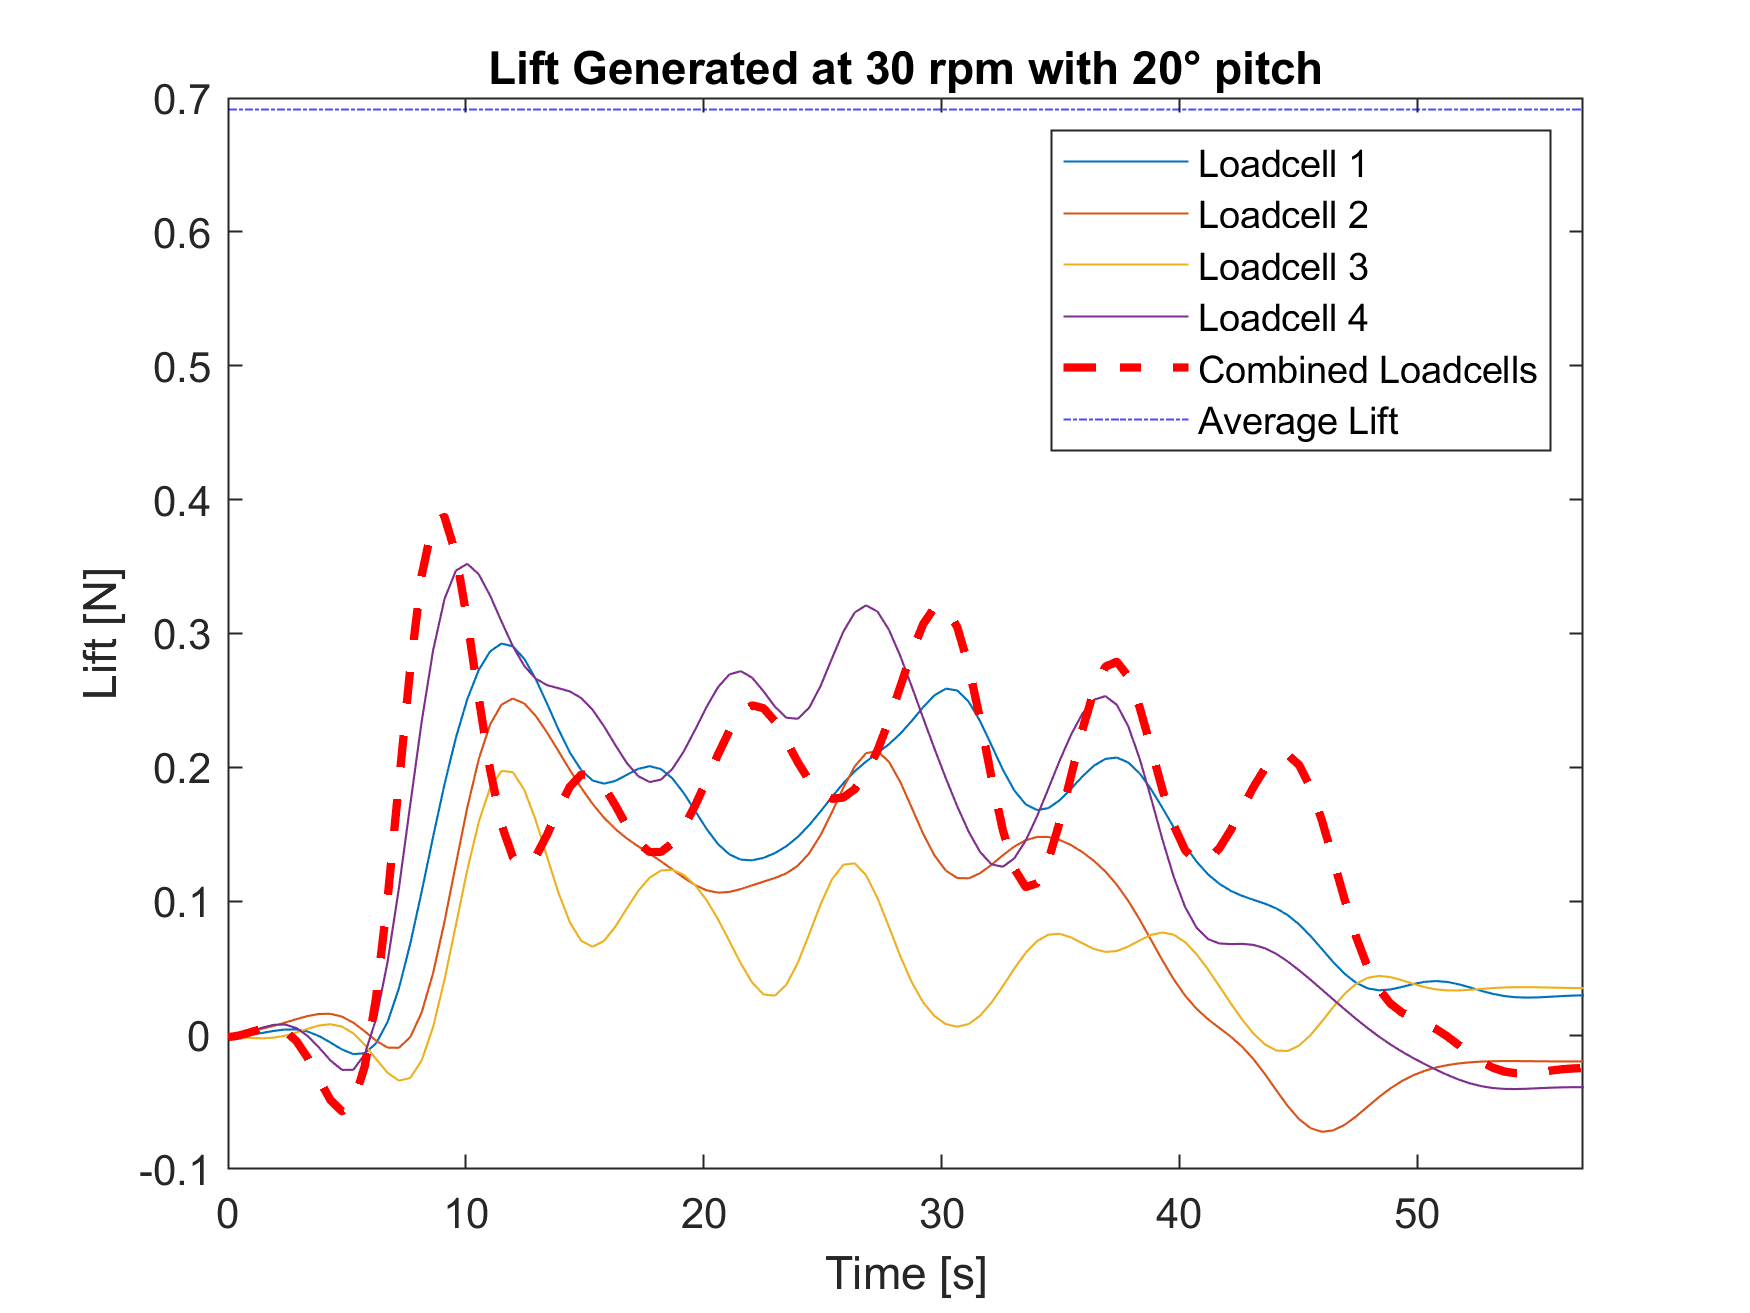 Lift Generated at 30 rpm with 20° pitch
0.7
0.6
0.5
0.4
0.3
0.2
0.1
0
-0.1
Lift [N]
Loadcell 1
Loadcell 2
Loadcell 3
Loadcell 4
Combined Loadcells
Average Lift
0 10 20 30 40 50
Time [s]